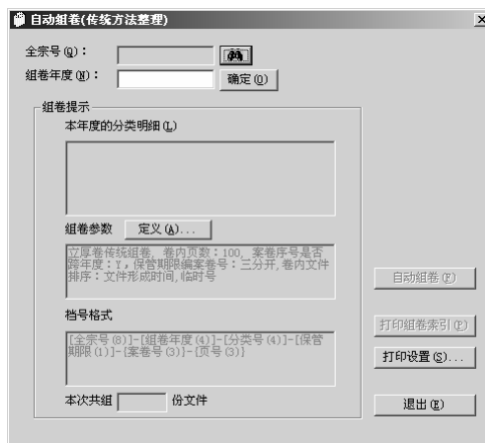 自动组卷(传统方法整理)
全宗号(Q):
组卷年度(N):
确定(O)
组卷提示
本年度的分类明细(L)
组卷参数 定义(A)...
立厚卷传统组卷, 卷内页数:100, 案卷序号是否
跨年度:Y,保管期限编案卷号:三分开,卷内文件
排序:文件形成时间,临时号
自动组卷(F)
档号格式
打印组卷索引(P)
[全宗号(8)]-[组卷年度(4)]-[分类号(4)]-[保管
期限(1)]-[案卷号(3)}-[页号(3)}
打印设置(S)...
本次共组 份文件
退出(E)